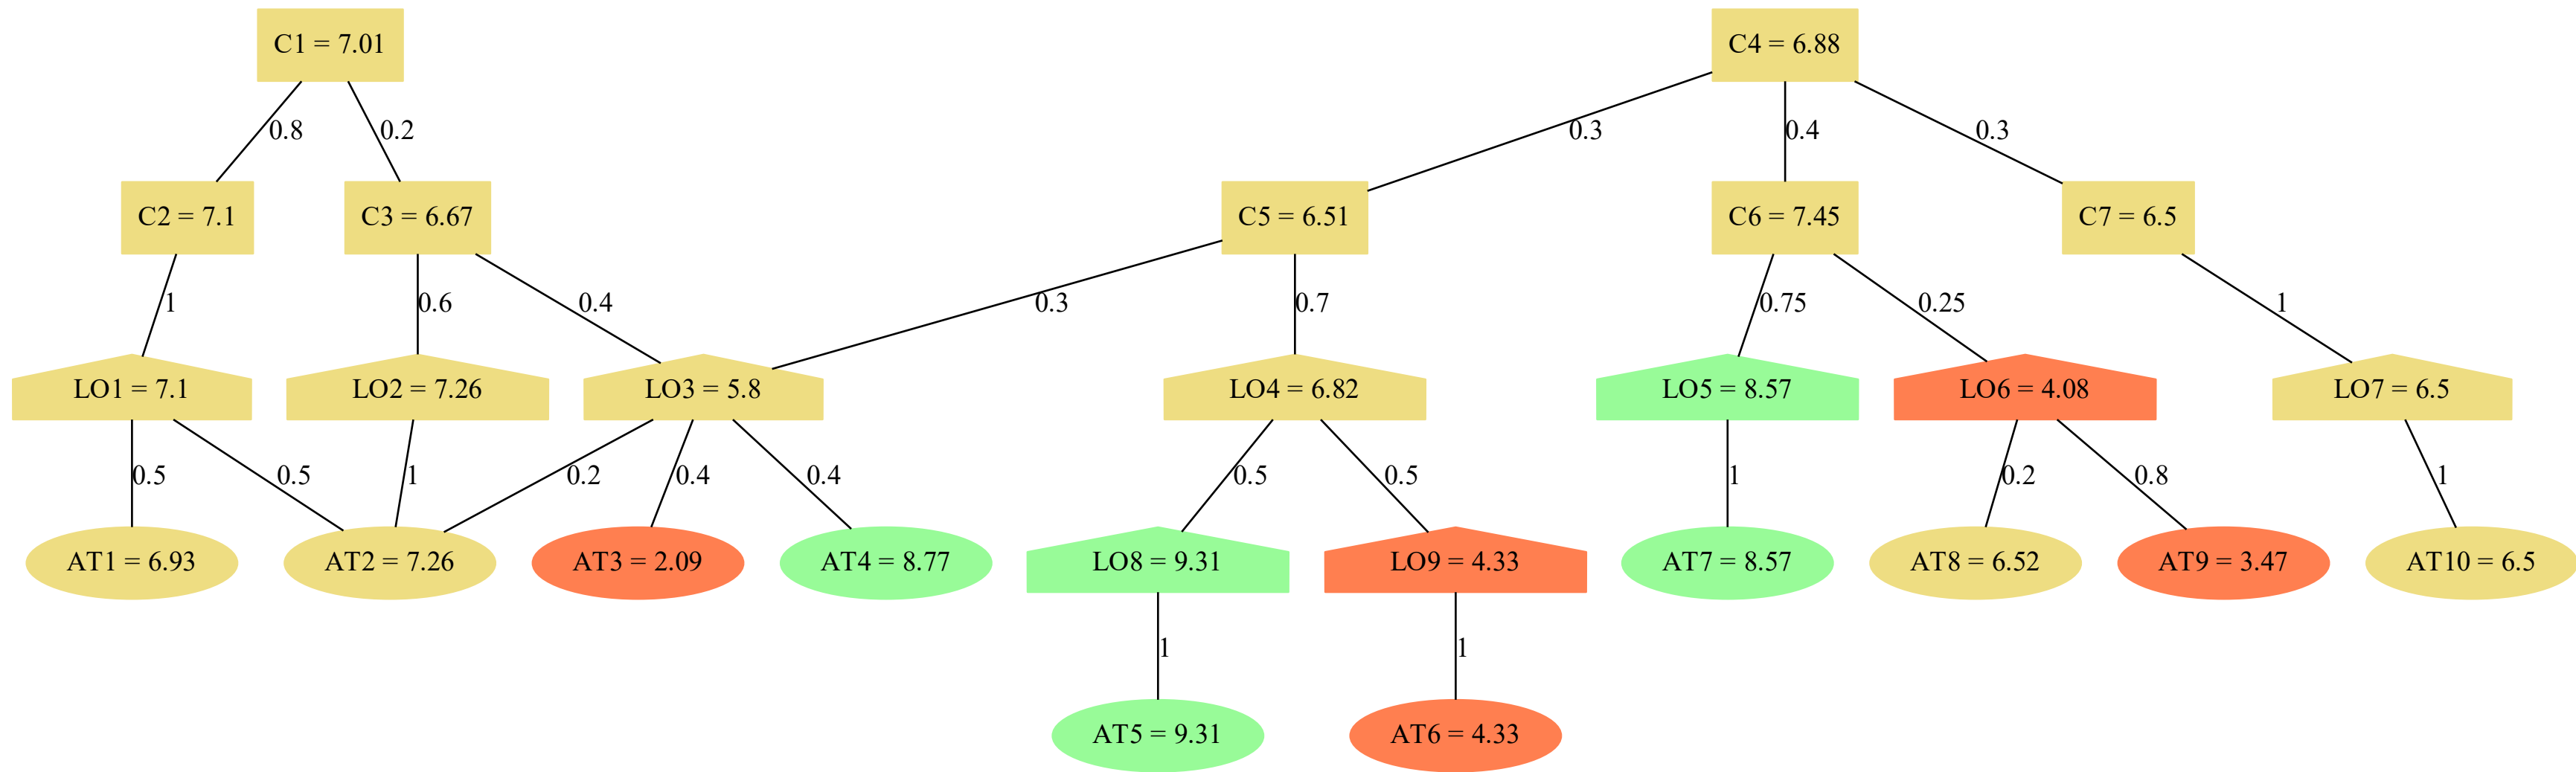 C1 = 7.01
C4 = 6.88
0.8
0.2
0.3
0.4
0.3
C2 = 7.1
C3 = 6.67
C5 = 6.51
C6 = 7.45
C7 = 6.5
1
0.6
0.4
0.3
0.7
0.75
0.25
1
LO1 = 7.1
LO2 = 7.26
LO3 = 5.8
LO4 = 6.82
LO5 = 8.57
LO6 = 4.08
LO7 = 6.5
0.5
0.5
1
0.2
0.4
0.4
0.5
0.5
1
0.2
0.8
1
AT1 = 6.93
AT2 = 7.26
AT3 = 2.09
AT4 = 8.77
LO8 = 9.31
LO9 = 4.33
AT7 = 8.57
AT8 = 6.52
AT9 = 3.47
AT10 = 6.5
1
1
AT5 = 9.31
AT6 = 4.33